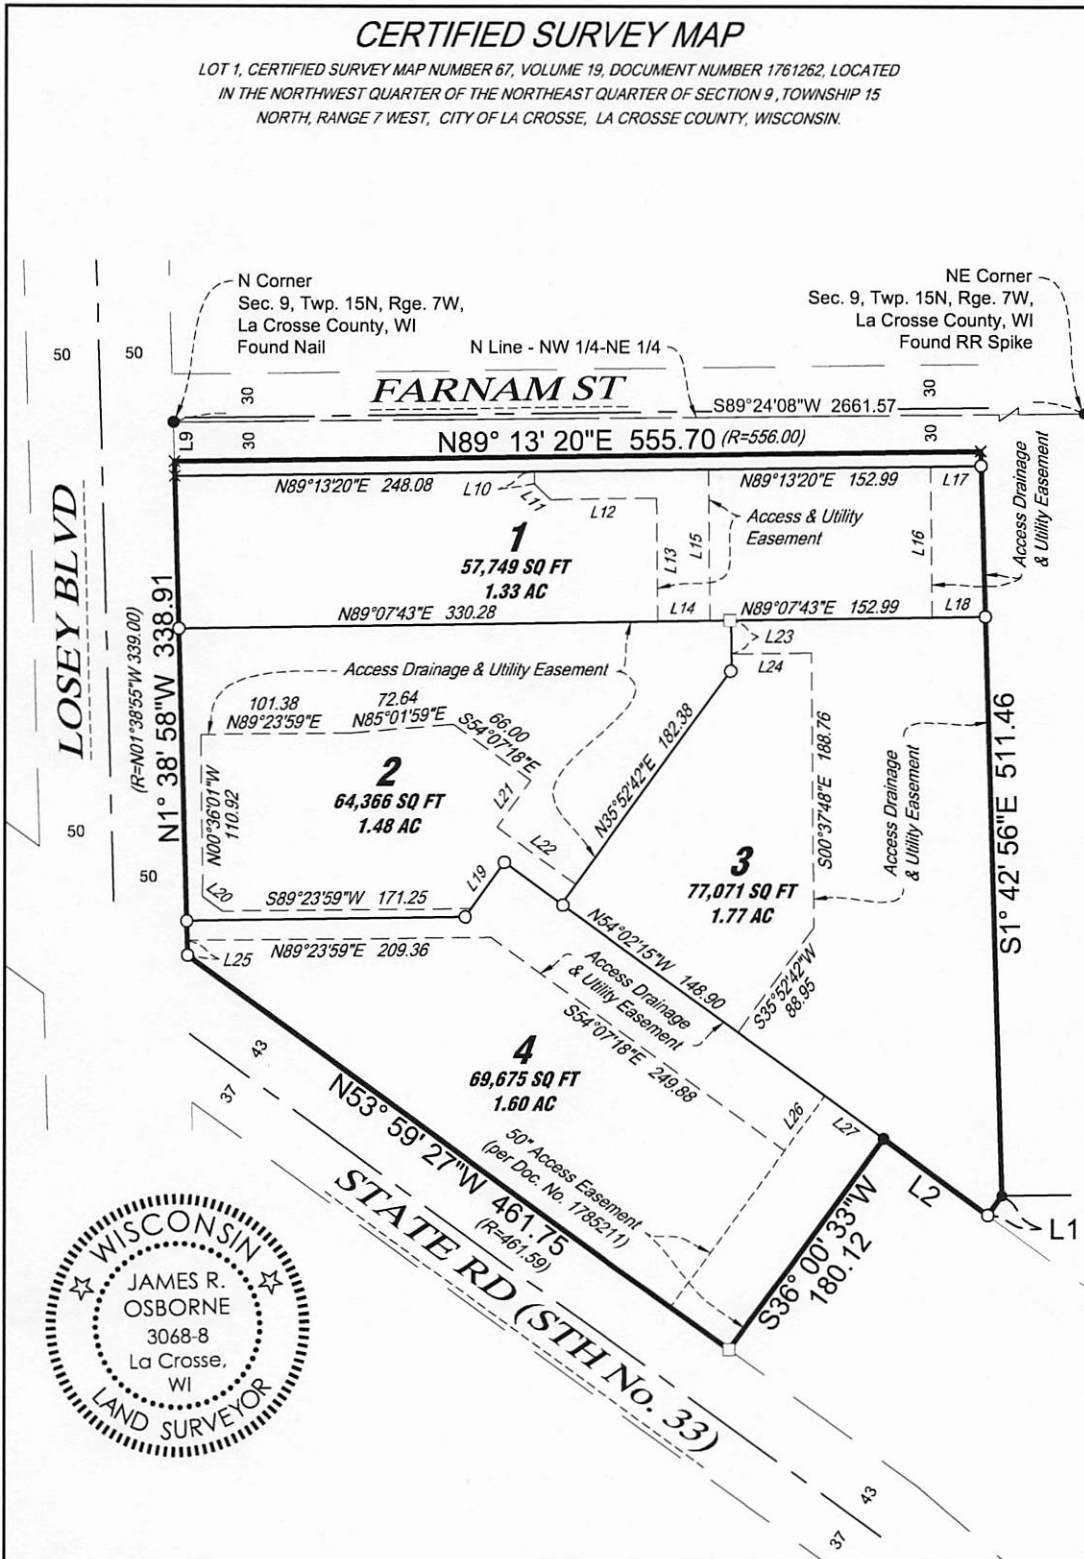 CERTIFIED SURVEY MAP
LOT 1, CERTIFIED SURVEY MAP NUMBER 67, VOLUME 19, DOCUMENT NUMBER 1761262, LOCATED
IN THE NORTHWEST QUARTER OF THE NORTHEAST QUARTER OF SECTION 9, TOWNSHIP 15
NORTH, RANGE 7 WEST, CITY OF LA CROSSE, LA CROSSE COUNTY, WISCONSIN.
N Corner
Sec. 9, Twp. 15N, Rge. 7W,
La Crosse County, WI
Found Nail
NE Corner
Sec. 9, Twp. 15N, Rge. 7W,
La Crosse County, WI
Found RR Spike
50
50
N Line - NW 1/4-NE 1/4
30
FARNAM ST
30
S89°24'08"W 2661.57
L9
30
N89° 13' 20"E 555.70 (R=556.00)
30
N89°13'20"E 248.08
L10
L11
L12
N89°13'20"E 152.99
L17
Access Drainage
& Utility Easement
LOSEY BLVD
1
57,749 SQ FT
1.33 AC
L13
L15
Access & Utility
Easement
L16
N89°07'43"E 330.28
L14
N89°07'43"E 152.99
L18
N1° 38' 58"W 338.91
(R=N01°38'55"W 339.00)
L23
L24
Access Drainage & Utility Easement
101.38
N89°23'59"E
72.64
N85°01'59"E
66.00
S54°07'18"E
N35°52'42"E 182.38
S00°37'48"E 188.76
Access Drainage
& Utility Easement
S1° 42' 56"E 511.46
2
64,366 SQ FT
1.48 AC
N00°36'01"W
110.92
L21
L22
50
50
L20
S89°23'59"W 171.25
L19
3
77,071 SQ FT
1.77 AC
N89°23'59"E 209.36
L25
N54°02'15"W 148.90
Access Drainage
& Utility Easement
S35°52'42"W
88.95
S54°07'18"E 249.88
43
37
4
69,675 SQ FT
1.60 AC
N53° 59' 27"W 461.75
(R=461.59)
50" Access Easement
(per Doc. No. 1785211)
L26
L27
L2
L1
S36° 00' 33"W
180.12
STATE RD (STH No. 33)
43
37
WISCONSIN
JAMES R.
OSBORNE
3068-8
La Crosse,
WI
LAND SURVEYOR